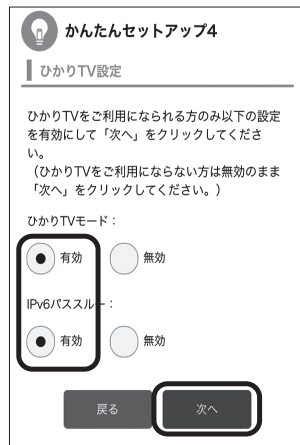 かんたんセットアップ4
ひかりTV設定
ひかりTVをご利用になられる方のみ以下の設定
を有効にして「次へ」をクリックしてくださ
い。
（ひかりTVをご利用にならない方は無効のまま
「次へ」をクリックしてください。）
ひかりTVモード：
有効 無効
IPv6パススルー：
有効 無効
戻る 次へ